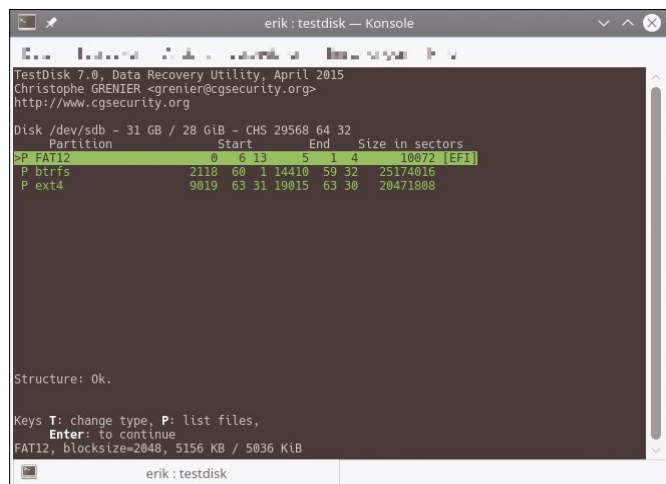 erik : testdisk — Konsole
TestDisk 7.0, Data Recovery Utility, April 2015
Christophe GRENIER <grenier@cgsecurity.org>
http://www.cgsecurity.org
Disk /dev/sdb - 31 GB / 28 GiB - CHS 29568 64 32
Partition Start End Size in sectors
>P FAT12 0 6 13 5 1 4 10072 [EFI]
P btrfs 2118 60 1 14410 59 32 25174016
P ext4 9019 63 31 19015 63 30 20471808
Structure: Ok.
Keys T: change type, P: list files,
Enter: to continue
FAT12, blocksize=2048, 5156 KB / 5036 KiB
erik : testdisk